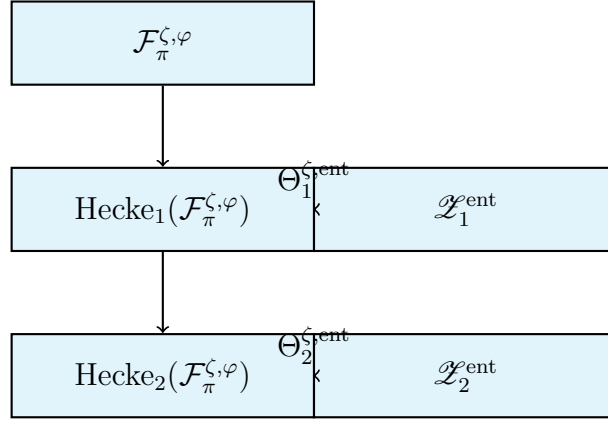 $\mathcal{F}_{\pi}^{\zeta,\varphi}$
$\Theta_1^{\zeta,\mathrm{ent}}$
$\mathrm{Hecke}_1(\mathcal{F}_{\pi}^{\zeta,\varphi})$ $\mathscr{Z}_1^{\mathrm{ent}}$
$\Theta_2^{\zeta,\mathrm{ent}}$
$\mathrm{Hecke}_2(\mathcal{F}_{\pi}^{\zeta,\varphi})$ $\mathscr{Z}_2^{\mathrm{ent}}$